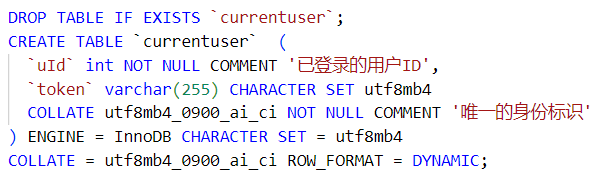 DROP TABLE IF EXISTS `currentuser`;
CREATE TABLE `currentuser`  (
  `uId` int NOT NULL COMMENT '已登录的用户ID',
  `token` varchar(255) CHARACTER SET utf8mb4
  COLLATE utf8mb4_0900_ai_ci NOT NULL COMMENT '唯一的身份标识'
) ENGINE = InnoDB CHARACTER SET = utf8mb4
COLLATE = utf8mb4_0900_ai_ci ROW_FORMAT = DYNAMIC;